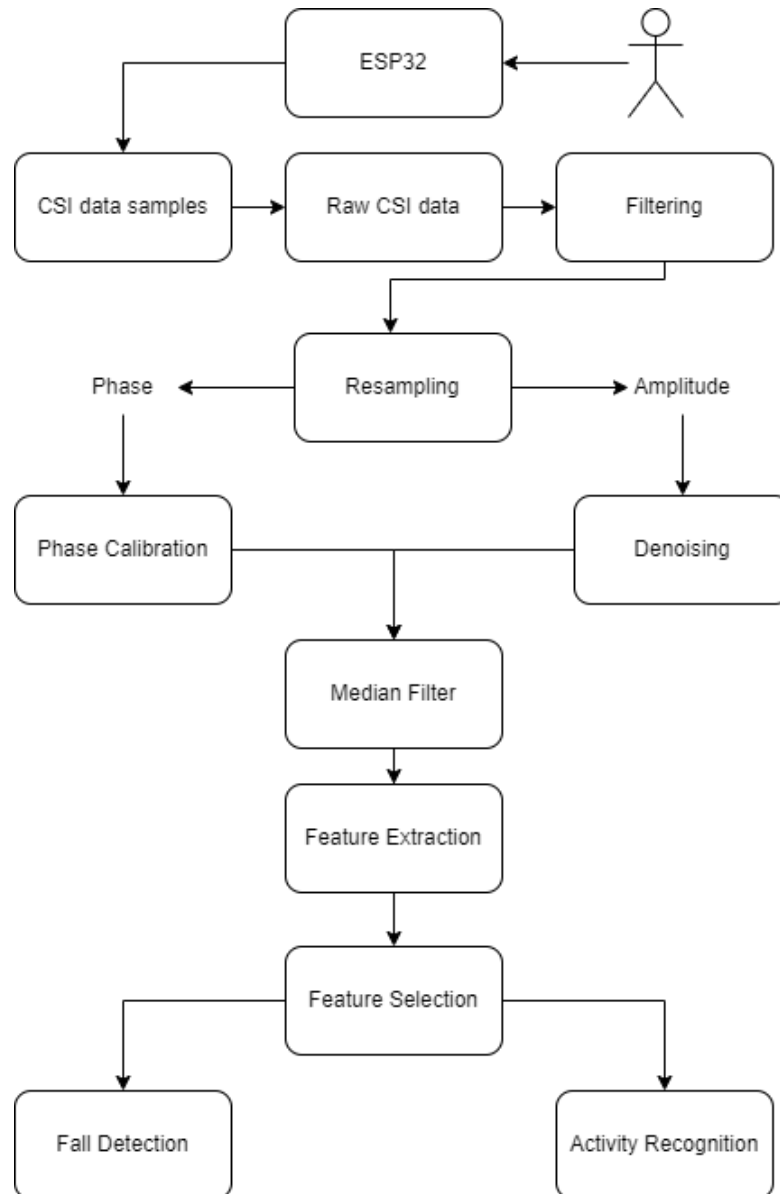 ESP32
CSI data samples
Raw CSI data
Filtering
Phase
Resampling
Amplitude
Phase Calibration
Denoising
Median Filter
Feature Extraction
Feature Selection
Fall Detection
Activity Recognition